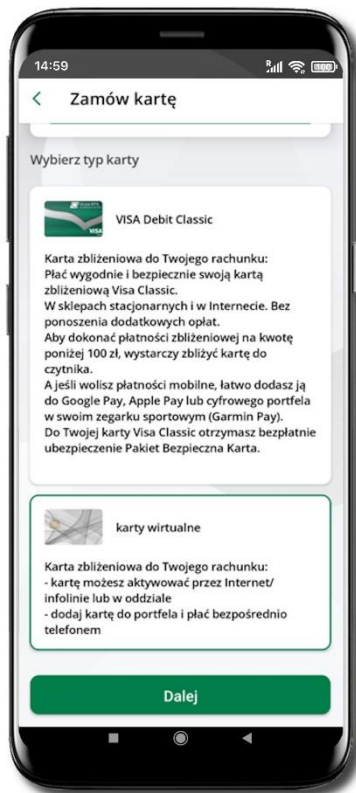 14:59
Zamów kartę
Wybierz typ karty
VISA Debit Classic
Karta zbliżeniowa do Twojego rachunku:
Płać wygodnie i bezpiecznie swoją kartą
zbliżeniową Visa Classic.
W sklepach stacjonarnych i w Internecie. Bez
ponoszenia dodatkowych opłat.
Aby dokonać płatności zbliżeniowej na kwotę
poniżej 100 zł, wystarczy zbliżyć kartę do
czytnika.
A jeśli wolisz płatności mobilne, łatwo dodasz ją
do Google Pay, Apple Pay lub cyfrowego portfela
w swoim zegarku sportowym (Garmin Pay).
Do Twojej karty Visa Classic otrzymasz bezpłatnie
ubezpieczenie Pakiet Bezpieczna Karta.
karty wirtualne
Karta zbliżeniowa do Twojego rachunku:
- kartę możesz aktywować przez Internet/
infolinie lub w oddziale
- dodaj kartę do portfela i płać bezpośrednio
telefonem
Dalej